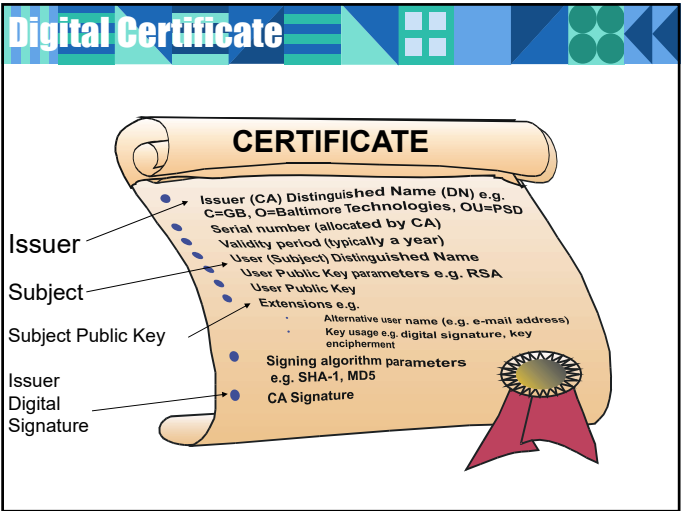 Digital Certificate
CERTIFICATE
Issuer (CA) Distinguished Name (DN) e.g.
C=GB, O=Baltimore Technologies, OU=PSD
Serial number (allocated by CA)
Validity period (typically a year)
User (Subject) Distinguished Name
User Public Key parameters e.g. RSA
User Public Key
Extensions e.g.
Alternative user name (e.g. e-mail address)
Key usage e.g. digital signature, key
encipherment
Signing algorithm parameters
e.g. SHA-1, MD5
CA Signature
Issuer
Subject
Subject Public Key
Issuer
Digital
Signature